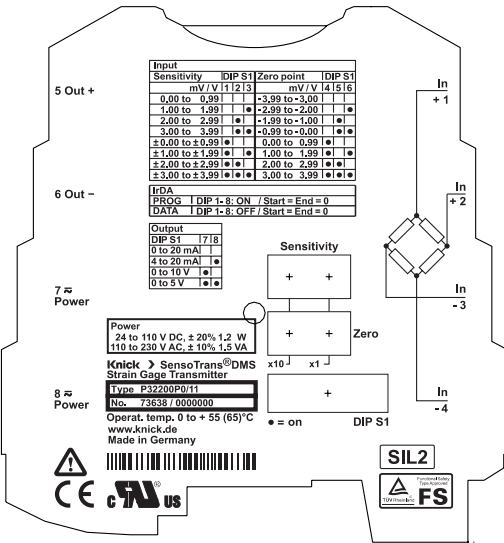 Input
Sensitivity DIP S1 Zero point DIP S1
mV / V 1 2 3 mV / V 4 5 6
0,00 to 0,99 -3,99 to -3,00
1.00 to 1.99 • -2.99 to -2.00 •
2.00 to 2.99 • -1.99 to -1.00 •
3.00 to 3.99 • • -0.99 to -0.00 • •
± 0.00 to ± 0.99 • 0.00 to 0.99 •
± 1.00 to ± 1.99 • • 1.00 to 1.99 • •
± 2.00 to ± 2.99 • • 2.00 to 2.99 • •
± 3.00 to ± 3.99 • • • 3.00 to 3.99 • • •
IrDA
PROG DIP 1- 8: ON / Start = End = 0
DATA DIP 1- 8: OFF / Start = End = 0
Output
DIP S1 7 8
0 to 20 mA
4 to 20 mA •
0 to 10 V •
0 to 5 V • •
5 Out +
6 Out –
7 ≂
Power
8 ≂
Power
In
+ 1
In
+ 2
In
- 3
In
- 4
Sensitivity
+ +
+ +
Zero
x10 x1
+
• = on DIP S1
Power
24 to 110 V DC, ± 20% 1.2 W
110 to 230 V AC, ± 10% 1.5 VA
Knick > SensoTrans®DMS
Strain Gage Transmitter
Type P32200P0/11
No. 73638 / 0000000
Operat. temp. 0 to + 55 (65)°C
www.knick.de
Made in Germany
CE
c UR ® US
SIL2
TÜVRheinland
Functional Safety
Type Approved
FS